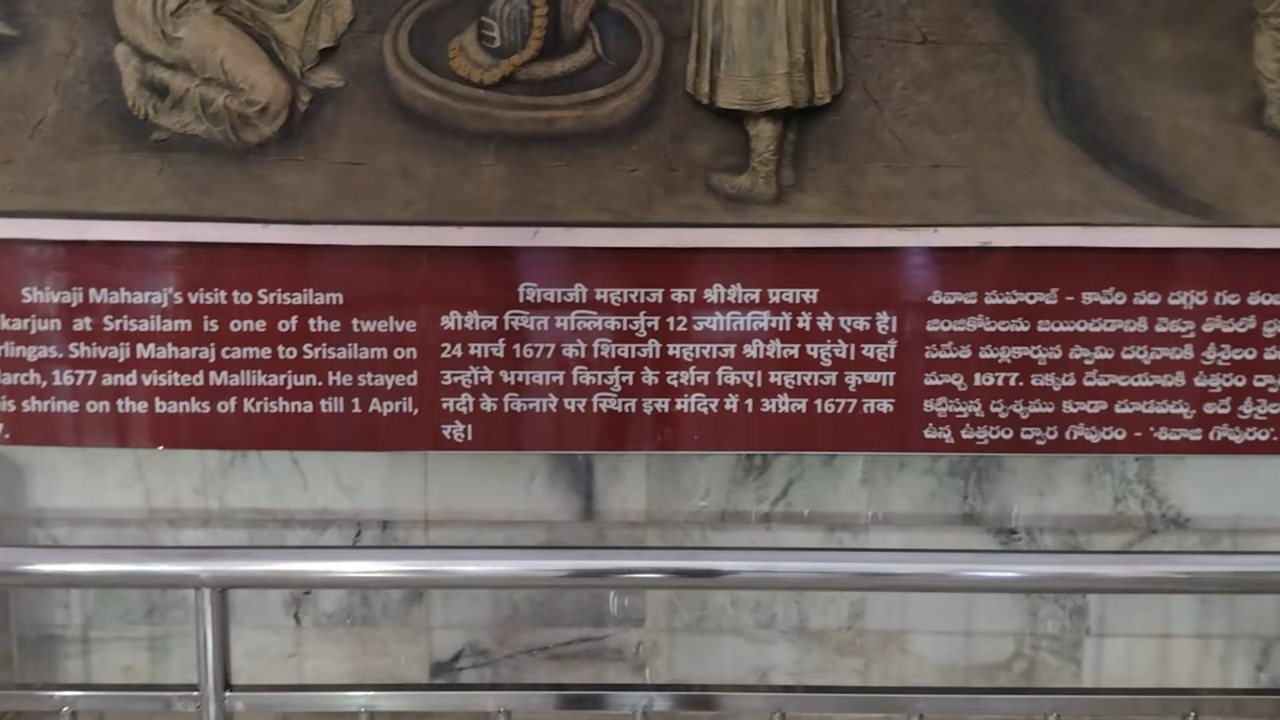 Shivaji Maharaj's visit to Srisailam
karjun at Srisailam is one of the twelve
rlingas. Shivaji Maharaj came to Srisailam on
arch, 1677 and visited Mallikarjun. He stayed
is shrine on the banks of Krishna till 1 April,
शिवाजी महाराज का श्रीशैल प्रवास
श्रीशैल स्थित मल्लिकार्जुन 12 ज्योतिर्लिंगों में से एक है।
24 मार्च 1677 को शिवाजी महाराज श्रीशैल पहुंचे। यहाँ
उन्होंने भगवान किार्जुन के दर्शन किए। महाराज कृष्णा
नदी के किनारे पर स्थित इस मंदिर में 1 अप्रैल 1677 तक
रहे।
శివాజి మహరాజ్ - కావేరి నది దగ్గర గల తంజ
జింజికోటలను జయించడానికి వెళ్తూ తోవలో
సమేత మల్లికార్జున స్వామి దర్శనానికి శ్రీశైలం
మార్చి 1677. ఇక్కడ దేవాలయానికి ఉత్తరం ద్వా
కట్టిస్తున్న దృశ్యము కూడా చూడవచ్చు. అదే శ్రీశైల
ఉన్న ఉత్తరం ద్వార గోపురం - 'శివాజి గోపురం'.